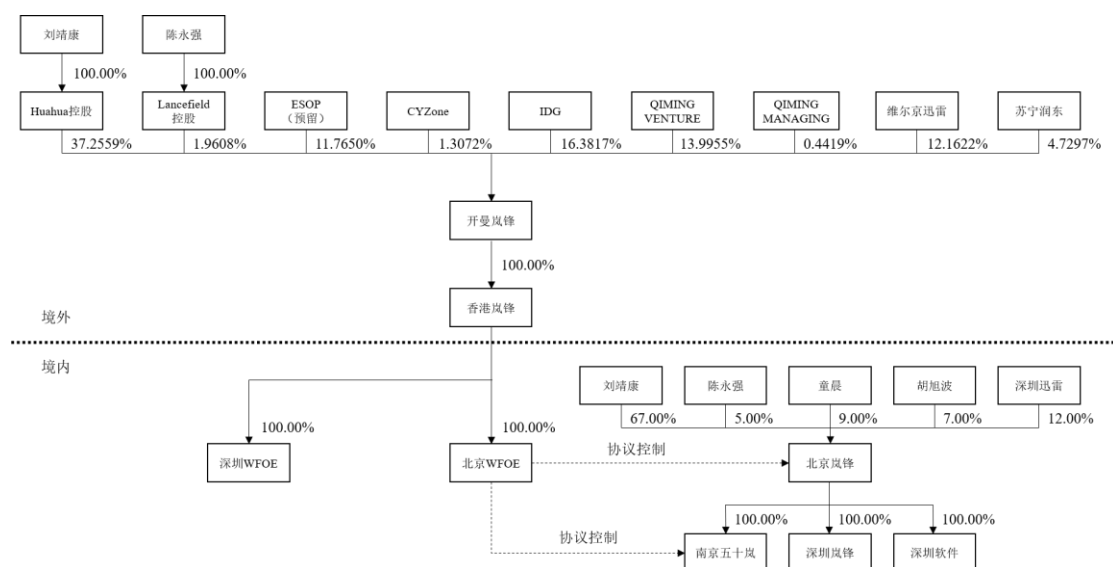 刘靖康
陈永强
100.00%
100.00%
Huahua控股
Lancefield
控股
ESOP
（预留）
CYZone
IDG
QIMING
VENTURE
QIMING
MANAGING
维尔京迅雷
苏宁润东
37.2559%
1.9608%
11.7650%
1.3072%
16.3817%
13.9955%
0.4419%
12.1622%
4.7297%
开曼岚锋
100.00%
香港岚锋
境外
境内
刘靖康
陈永强
童晨
胡旭波
深圳迅雷
67.00%
5.00%
9.00%
7.00%
12.00%
100.00%
100.00%
深圳WFOE
北京WFOE
协议控制
北京岚锋
100.00%
100.00%
100.00%
协议控制
南京五十岚
深圳岚锋
深圳软件